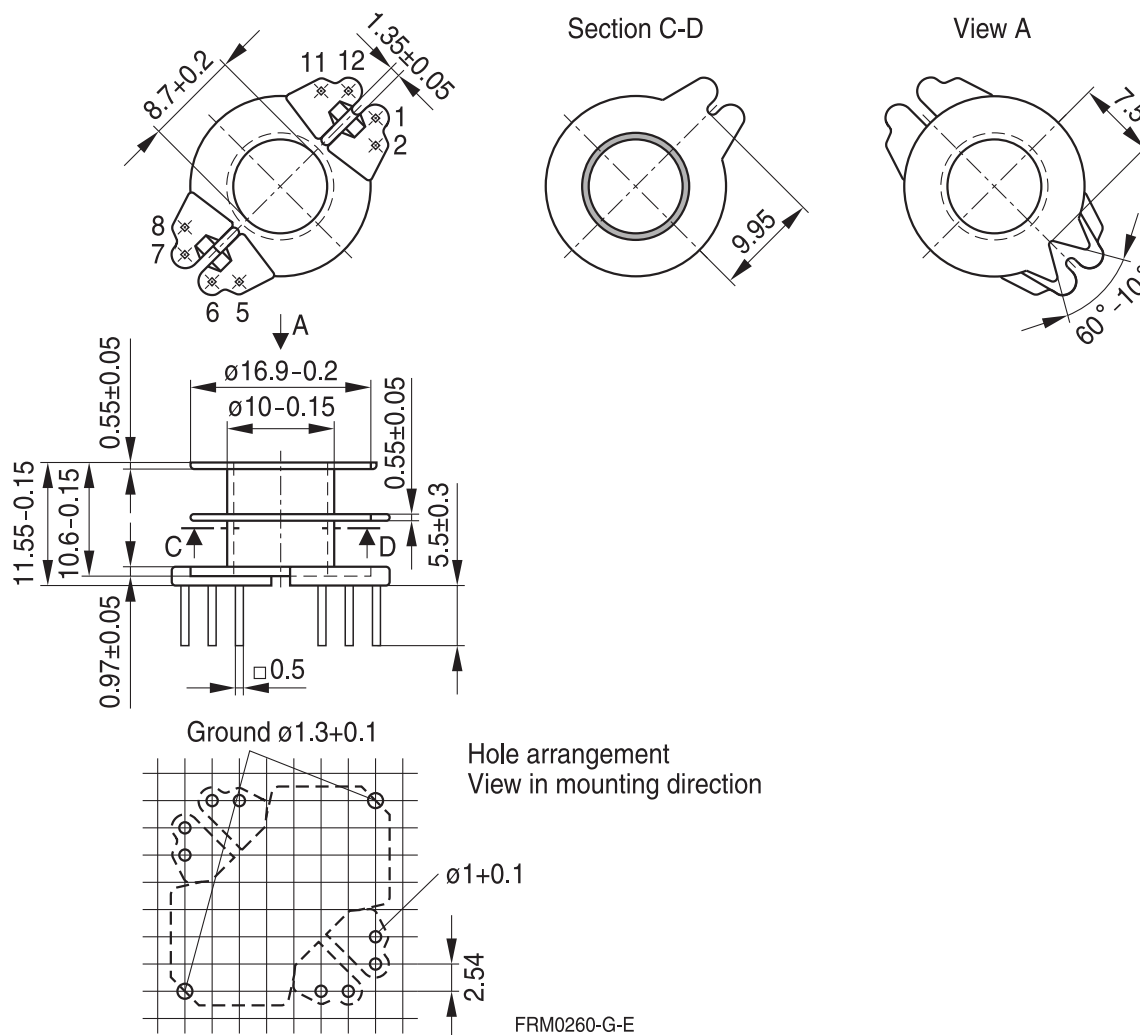 Section C-D
View A
8.7+0.2
1.35±0.05
11 12
1
2
8
7
6 5
9.95
7.5
60°-10°
A
ø16.9-0.2
ø10-0.15
0.55±0.05
0.55±0.05
11.55-0.15
10.6-0.15
5.5±0.3
C
D
0.97±0.05
□0.5
Ground ø1.3+0.1
Hole arrangement
View in mounting direction
ø1+0.1
2.54
FRM0260-G-E